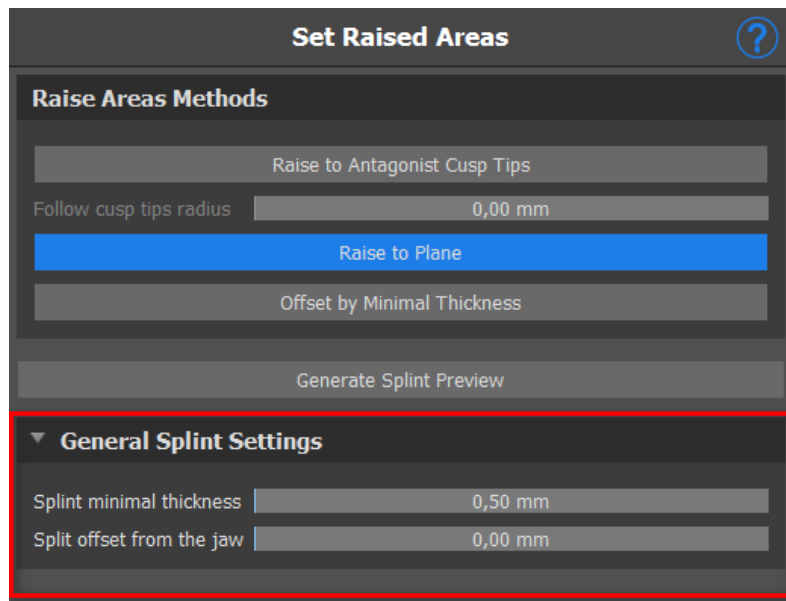 Set Raised Areas
?
Raise Areas Methods
Raise to Antagonist Cusp Tips
Follow cusp tips radius 0,00 mm
Raise to Plane
Offset by Minimal Thickness
Generate Splint Preview
General Splint Settings
Splint minimal thickness 0,50 mm
Split offset from the jaw 0,00 mm